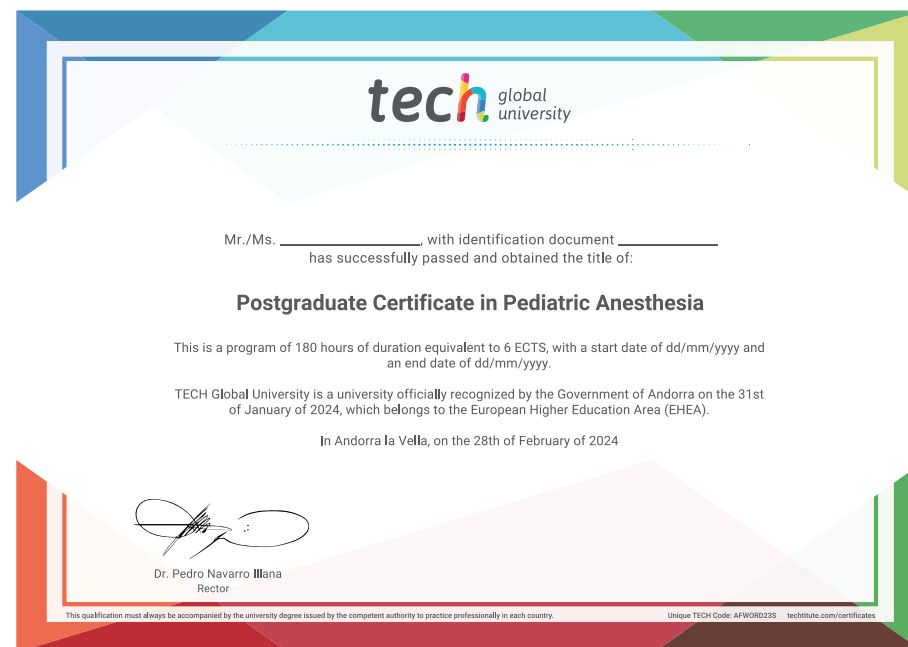 tech global
university
Mr./Ms. ____________, with identification document ____________
has successfully passed and obtained the title of:
Postgraduate Certificate in Pediatric Anesthesia
This is a program of 180 hours of duration equivalent to 6 ECTS, with a start date of dd/mm/yyyy and
an end date of dd/mm/yyyy.
TECH Global University is a university officially recognized by the Government of Andorra on the 31st
of January of 2024, which belongs to the European Higher Education Area (EHEA).
In Andorra la Vella, on the 28th of February of 2024
Dr. Pedro Navarro Illana
Rector
This qualification must always be accompanied by the university degree issued by the competent authority to practice professionally in each country.
Unique TECH Code: AFWORD23S techtitute.com/certificates